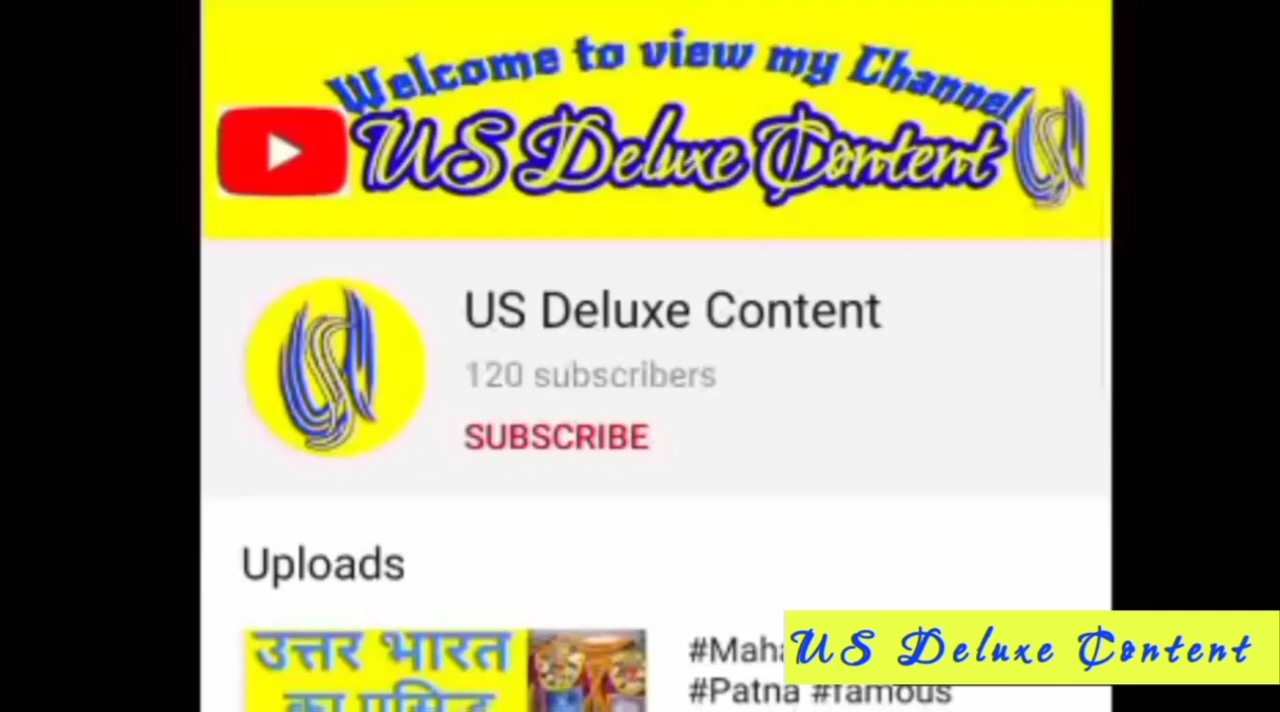 Welcome to view my Channel
US Deluxe Content
US Deluxe Content
120 subscribers
SUBSCRIBE
Uploads
उत्तर भारत
का प्रसिद्ध
#Patna #famous
US Deluxe Content